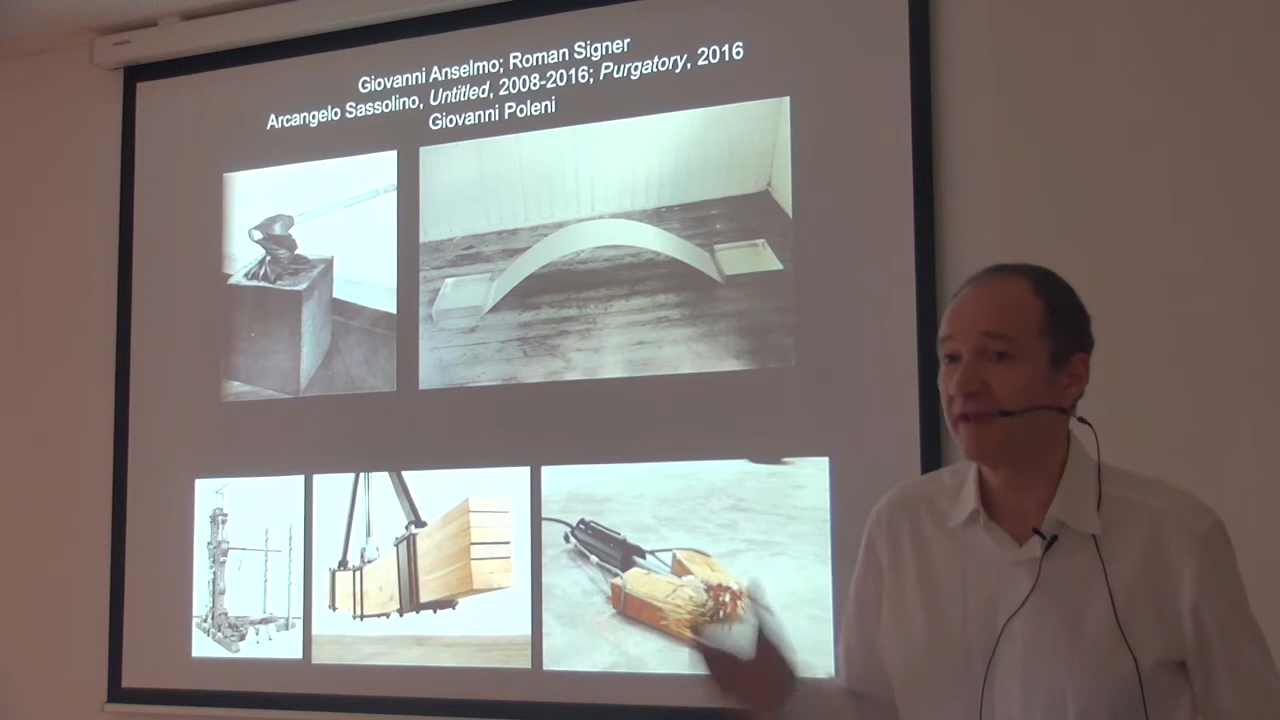 Giovanni Anselmo; Roman Signer
Arcangelo Sassolino, Untitled, 2008-2016; Purgatory, 2016
Giovanni Poleni